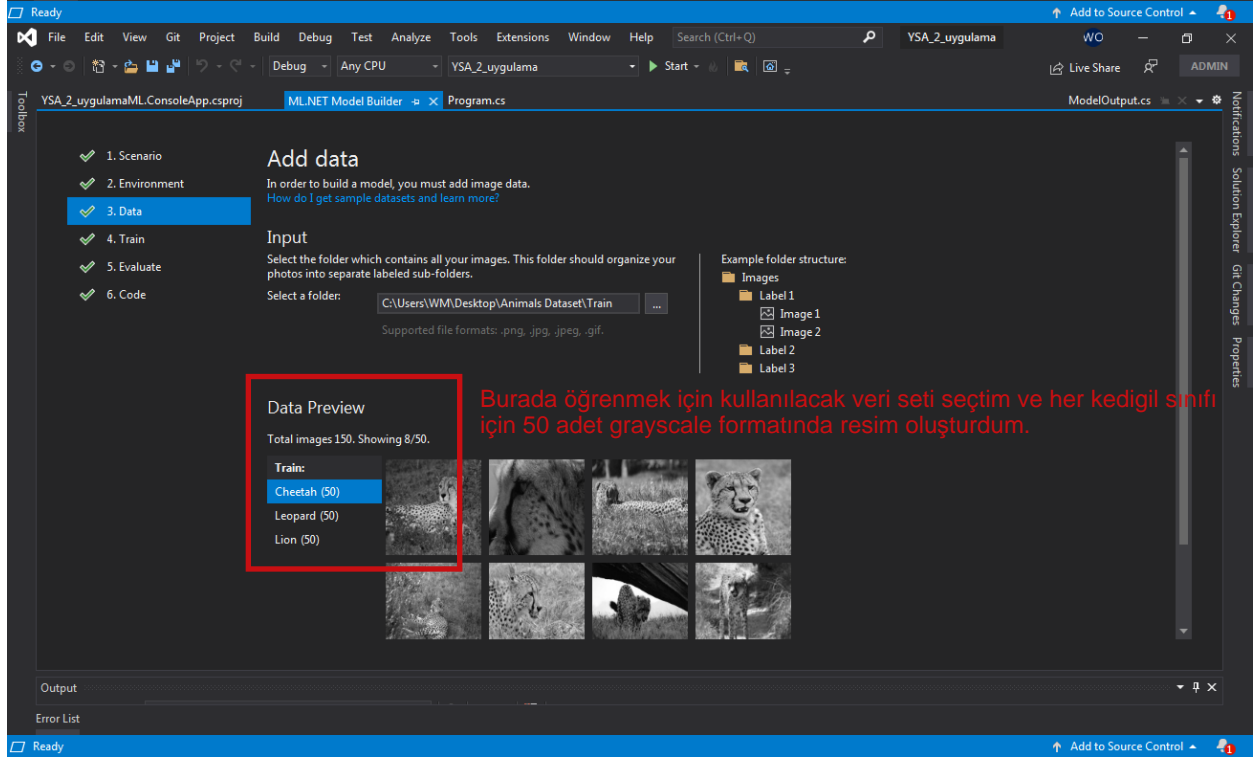 Ready
Add to Source Control
1
File Edit View Git Project Build Debug Test Analyze Tools Extensions Window Help Search (Ctrl+Q) YSA_2_uygulama WO
Debug Any CPU YSA_2_uygulama Start Live Share ADMIN
Toolbox
YSA_2_uygulamaML.ConsoleApp.csproj ML.NET Model Builder Program.cs ModelOutput.cs
1. Scenario
2. Environment
3. Data
4. Train
5. Evaluate
6. Code
Add data
In order to build a model, you must add image data.
How do I get sample datasets and learn more?
Input
Select the folder which contains all your images. This folder should organize your
photos into separate labeled sub-folders.
Select a folder: C:\Users\WM\Desktop\Animals Dataset\Train ...
Supported file formats: .png, .jpg, .jpeg, .gif.
Example folder structure:
Images
Label 1
Image 1
Image 2
Label 2
Label 3
Data Preview
Total images 150. Showing 8/50.
Train:
Cheetah (50)
Leopard (50)
Lion (50)
Burada öğrenmek için kullanılacak veri seti seçtim ve her kedigil sınıfı
için 50 adet grayscale formatında resim oluşturdum.
Notifications
Solution Explorer
Git Changes
Properties
Output
Error List
Ready
Add to Source Control
1